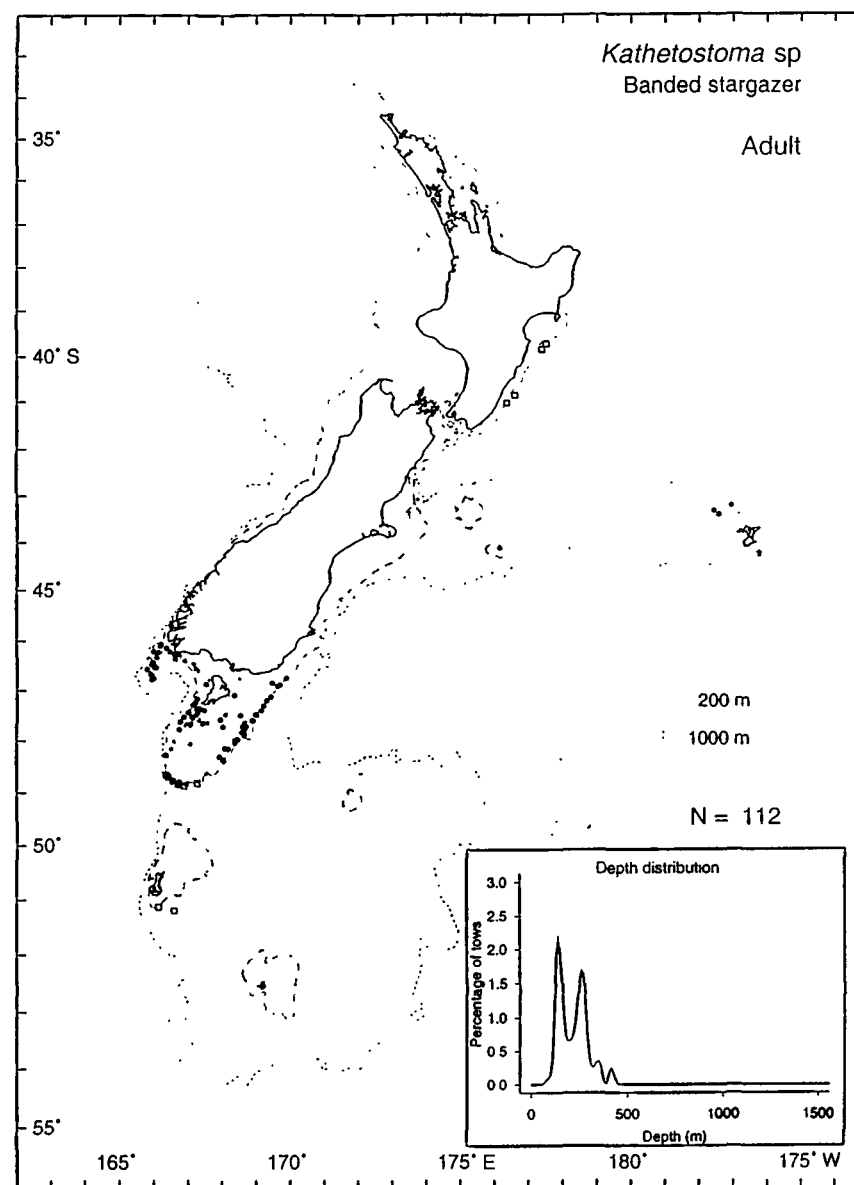 Kathetostoma sp
Banded stargazer
Adult
35°
40° S
45°
200 m
1000 m
N = 112
50°
Depth distribution
3.0
2.5
2.0
1.5
1.0
0 5
0 0
Percentage of tows
0
500
1000
1500
Depth (m)
55°
165°
170°
175° E
180°
175° W